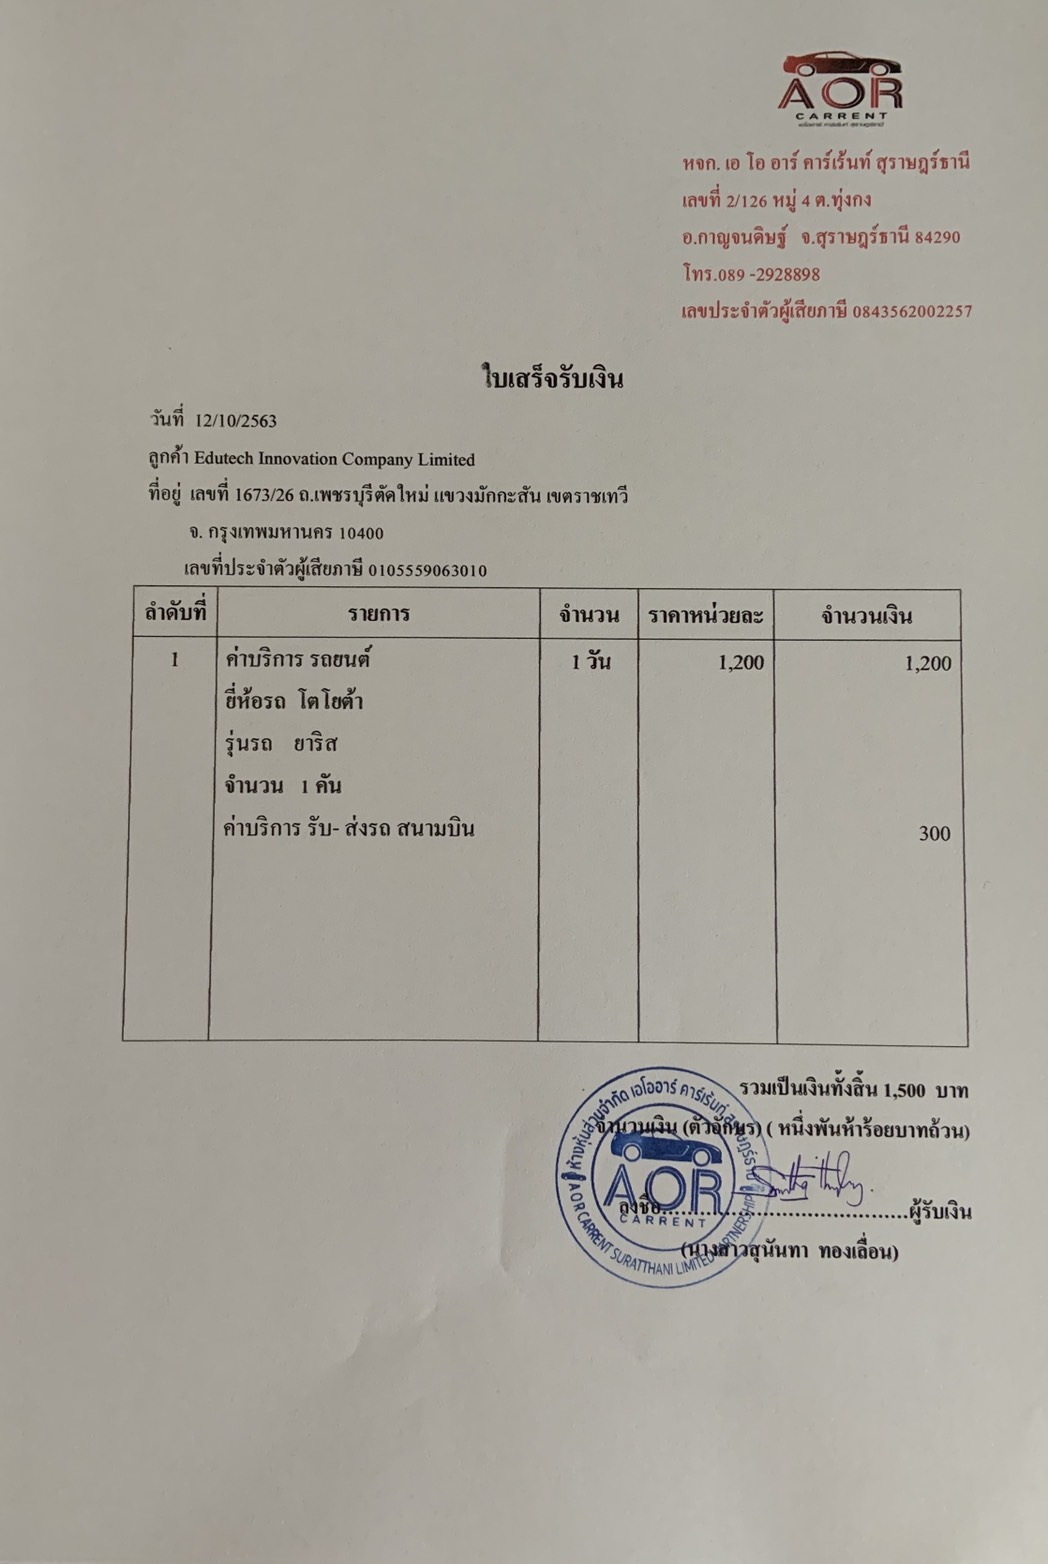 AOR
CARRENT
หจก. เอ โอ อาร์ คาร์เร้นท์ สุราษฎร์ธานี
เลขที่ 2/126 หมู่ 4 ต.ทุ่งกง
อ.กาญจนดิษฐ์ จ.สุราษฎร์ธานี 84290
โทร.089 -2928898
เลขประจำตัวผู้เสียภาษี 0843562002257
ใบเสร็จรับเงิน
วันที่ 12/10/2563
ลูกค้า Edutech Innovation Company Limited
ที่อยู่ เลขที่ 1673/26 ถ.เพชรบุรีตัดใหม่ แขวงมักกะสัน เขตราชเทวี
จ. กรุงเทพมหานคร 10400
เลขที่ประจำตัวผู้เสียภาษี 0105559063010
ลำดับที่ รายการ จำนวน ราคาหน่วยละ จำนวนเงิน
1 ค่าบริการ รถยนต์ 1 วัน 1,200 1,200
ยี่ห้อรถ โตโยต้า
รุ่นรถ ยาริส
จำนวน 1 คัน
ค่าบริการ รับ- ส่งรถ สนามบิน 300
รวมเป็นเงินทั้งสิ้น 1,500 บาท
จำนวนเงิน (ตัวอักษร) ( หนึ่งพันห้าร้อยบาทถ้วน)
ลงชื่อ.......................................ผู้รับเงิน
(นางสาวสุนันทา ทองเลื่อน)
ห้างหุ้นส่วนจำกัด เอโออาร์ คาร์เร้นท์ สุราษฎร์ธานี
AOR
CARRENT
AOR CARRENT SURATTHANI LIMITED PARTNERSHIP